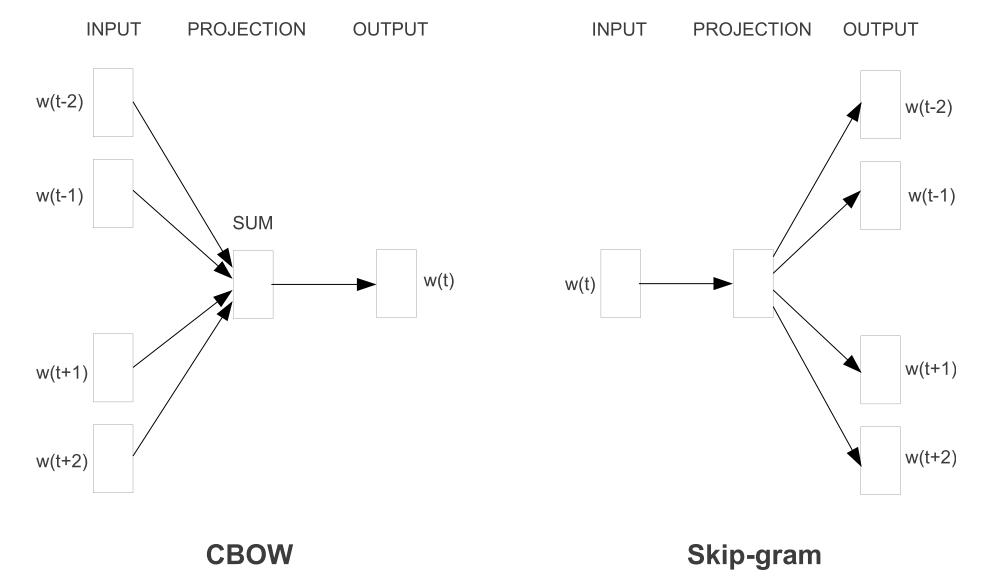 INPUT PROJECTION OUTPUT
w(t-2)
w(t-1)
SUM
w(t)
w(t+1)
w(t+2)
CBOW
INPUT PROJECTION OUTPUT
w(t-2)
w(t-1)
w(t)
w(t+1)
w(t+2)
Skip-gram